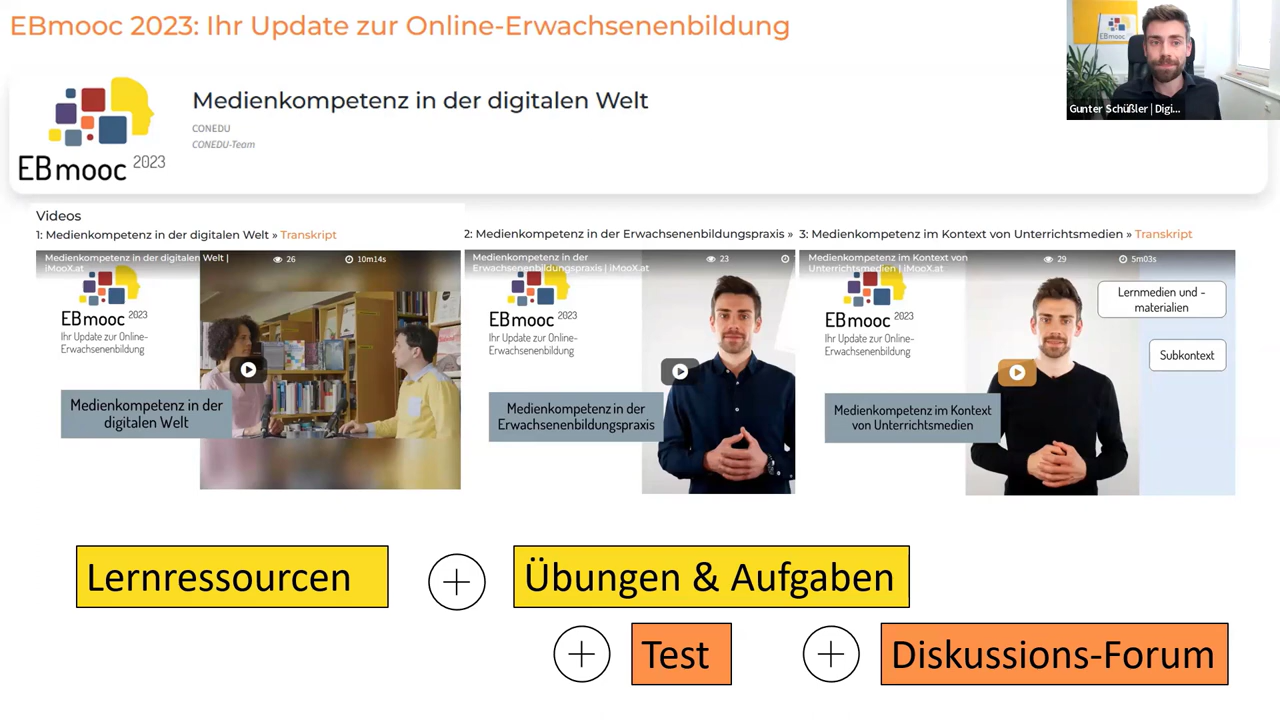 EBmooc 2023: Ihr Update zur Online-Erwachsenenbildung
EBmooc
Gunter Schüßler | Digi...
EBmooc 2023
Medienkompetenz in der digitalen Welt
CONEDU
CONEDU-Team
Videos
1: Medienkompetenz in der digitalen Welt » Transkript
2: Medienkompetenz in der Erwachsenenbildungspraxis »
3: Medienkompetenz im Kontext von Unterrichtsmedien » Transkript
Medienkompetenz in der digitalen Welt |
iMooX.at
26
10m14s
EBmooc 2023
Ihr Update zur Online-
Erwachsenenbildung
Medienkompetenz in der
digitalen Welt
Medienkompetenz in der
Erwachsenenbildungspraxis | iMooX.at
23
EBmooc 2023
Ihr Update zur Online-
Erwachsenenbildung
Medienkompetenz in der
Erwachsenenbildungspraxis
Medienkompetenz im Kontext von
Unterrichtsmedien | iMooX.at
29
5m03s
EBmooc 2023
Ihr Update zur Online-
Erwachsenenbildung
Medienkompetenz im Kontext
von Unterrichtsmedien
Lernmedien und -
materialien
Subkontext
Lernressourcen
+
Übungen & Aufgaben
+
Test
+
Diskussions-Forum